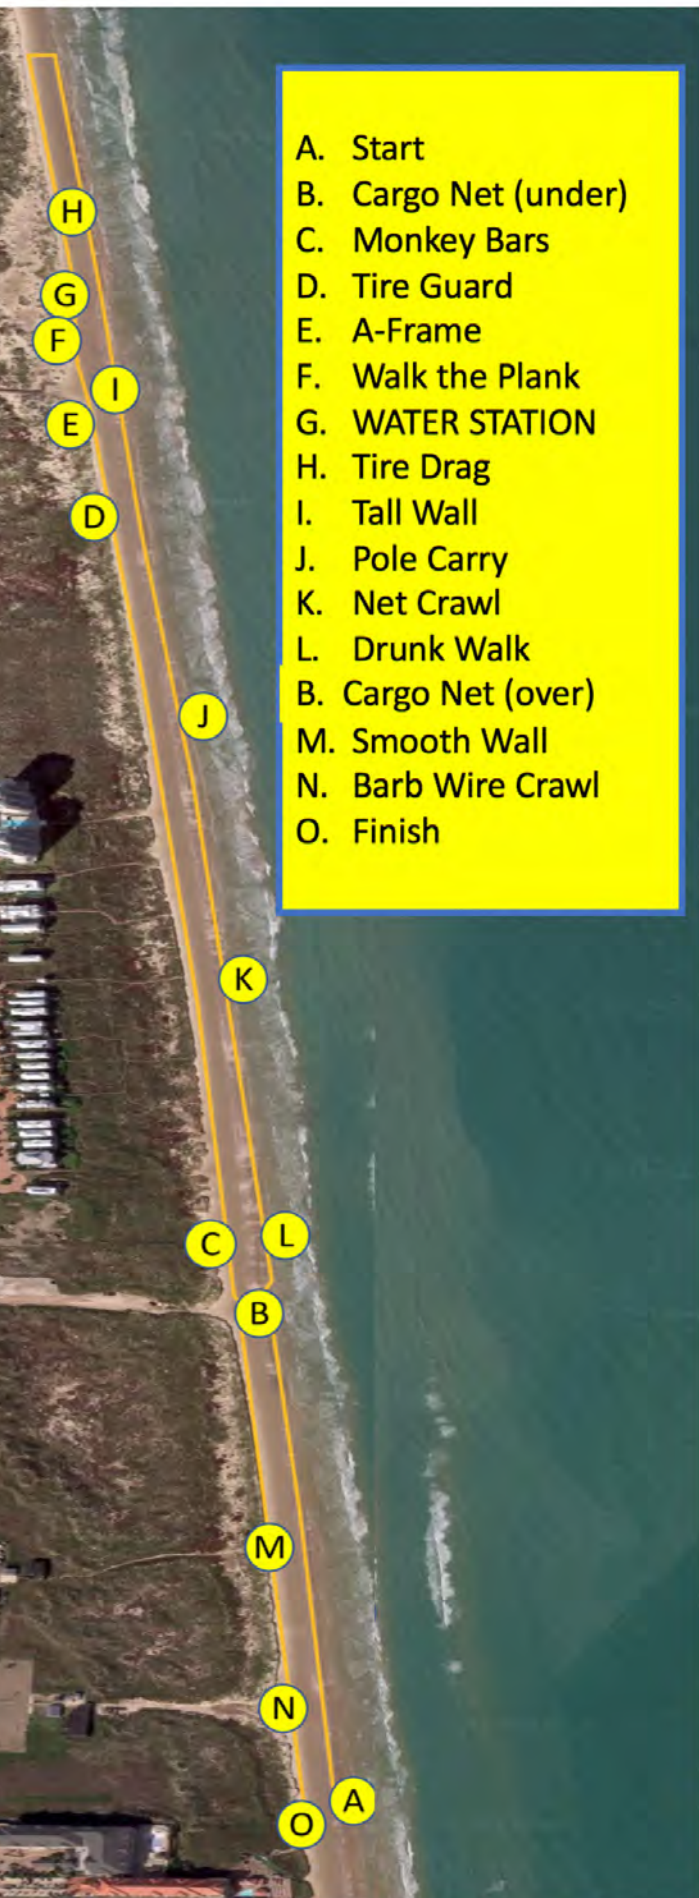 A. Start
B. Cargo Net (under)
C. Monkey Bars
D. Tire Guard
E. A-Frame
F. Walk the Plank
G. WATER STATION
H. Tire Drag
I. Tall Wall
J. Pole Carry
K. Net Crawl
L. Drunk Walk
B. Cargo Net (over)
M. Smooth Wall
N. Barb Wire Crawl
O. Finish
H
G
F
I
E
D
J
K
C
L
B
M
N
A
O